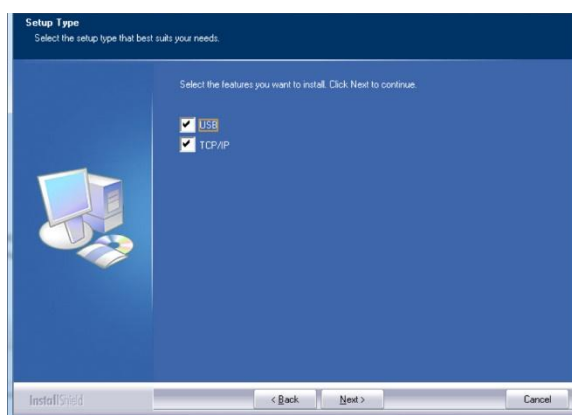 Setup Type
Select the setup type that best suits your needs.
Select the features you want to install. Click Next to continue.
USB
TCP/IP
InstallShield
< Back Next > Cancel